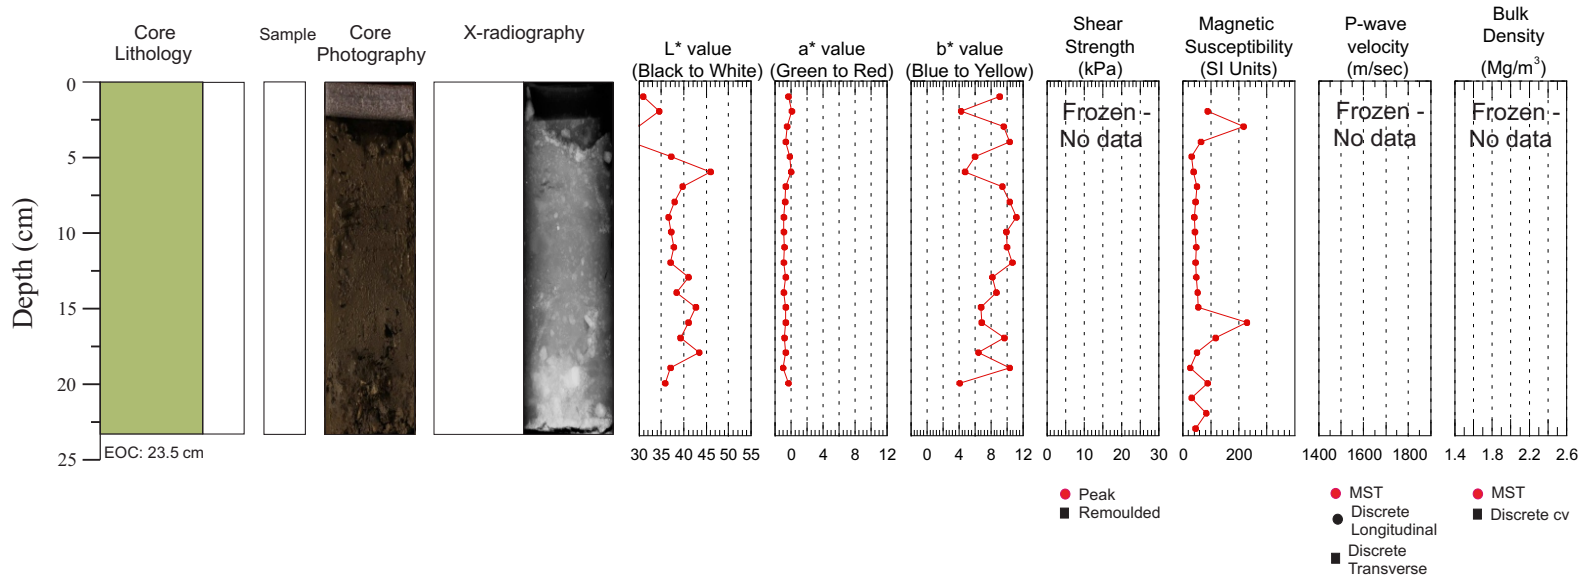 Core
Lithology
Sample
Core
Photography
X-radiography
L* value
(Black to White)
a* value
(Green to Red)
b* value
(Blue to Yellow)
Shear
Strength
(kPa)
Magnetic
Susceptibility
(SI Units)
P-wave
velocity
(m/sec)
Bulk
Density
(Mg/m³)
Depth (cm)
0
5
10
15
20
25
EOC: 23.5 cm
Frozen -
No data
Frozen -
No data
Frozen -
No data
30 35 40 45 50 55
0 4 8 12
0 4 8 12
0 10 20 30
0 200
1400 1600 1800
1.4 1.8 2.2 2.6
Peak
Remoulded
MST
Discrete
Longitudinal
Discrete
Transverse
MST
Discrete cv